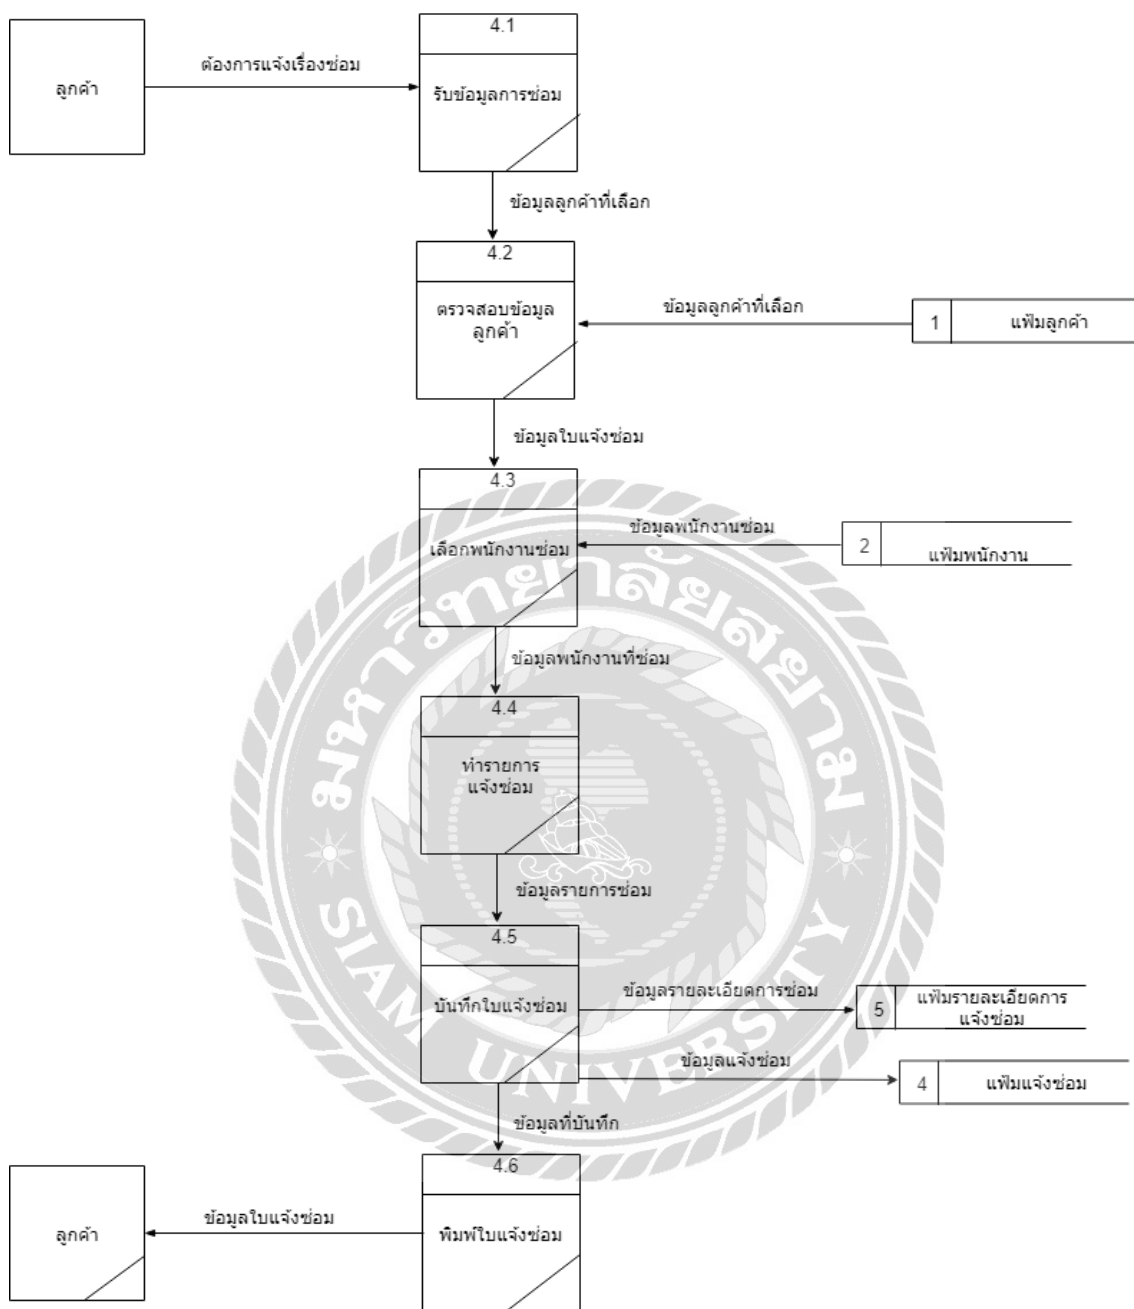 4.1
ลูกค้า
ต้องการแจ้งเรื่องซ่อม
รับข้อมูลการซ่อม
ข้อมูลลูกค้าที่เลือก
4.2
ตรวจสอบข้อมูล
ลูกค้า
ข้อมูลลูกค้าที่เลือก
1
แฟ้มลูกค้า
ข้อมูลใบแจ้งซ่อม
4.3
เลือกพนักงานซ่อม
ข้อมูลพนักงานซ่อม
2
แฟ้มพนักงาน
ข้อมูลพนักงานที่ซ่อม
4.4
ทำรายการ
แจ้งซ่อม
ข้อมูลรายการซ่อม
4.5
บันทึกใบแจ้งซ่อม
ข้อมูลรายละเอียดการซ่อม
5
แฟ้มรายละเอียดการ
แจ้งซ่อม
ข้อมูลแจ้งซ่อม
4
แฟ้มแจ้งซ่อม
ข้อมูลที่บันทึก
4.6
พิมพ์ใบแจ้งซ่อม
ข้อมูลใบแจ้งซ่อม
ลูกค้า
มหาวิทยาลัยสยาม
SIAM UNIVERSITY